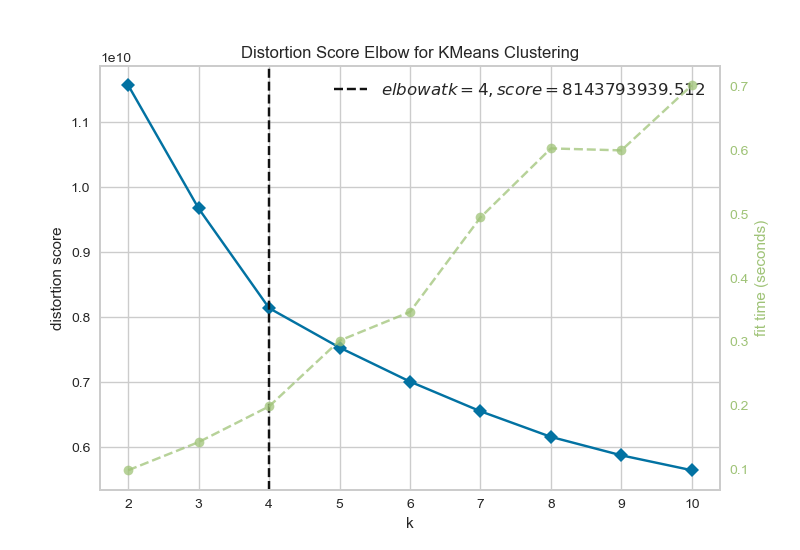 Distortion Score Elbow for KMeans Clustering
1e10
elbowatk = 4, score = 8143793939.512
1.1
1.0
0.9
0.8
0.7
0.6
distortion score
0.7
0.6
0.5
0.4
0.3
0.2
0.1
fit time (seconds)
2 3 4 5 6 7 8 9 10
k